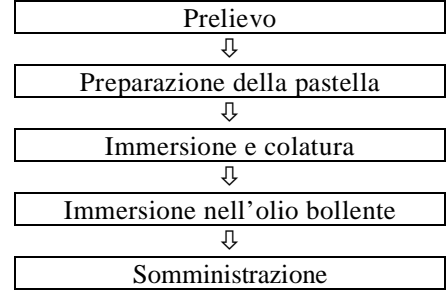 Prelievo
⇩
Preparazione della pastella
⇩
Immersione e colatura
⇩
Immersione nell’olio bollente
⇩
Somministrazione